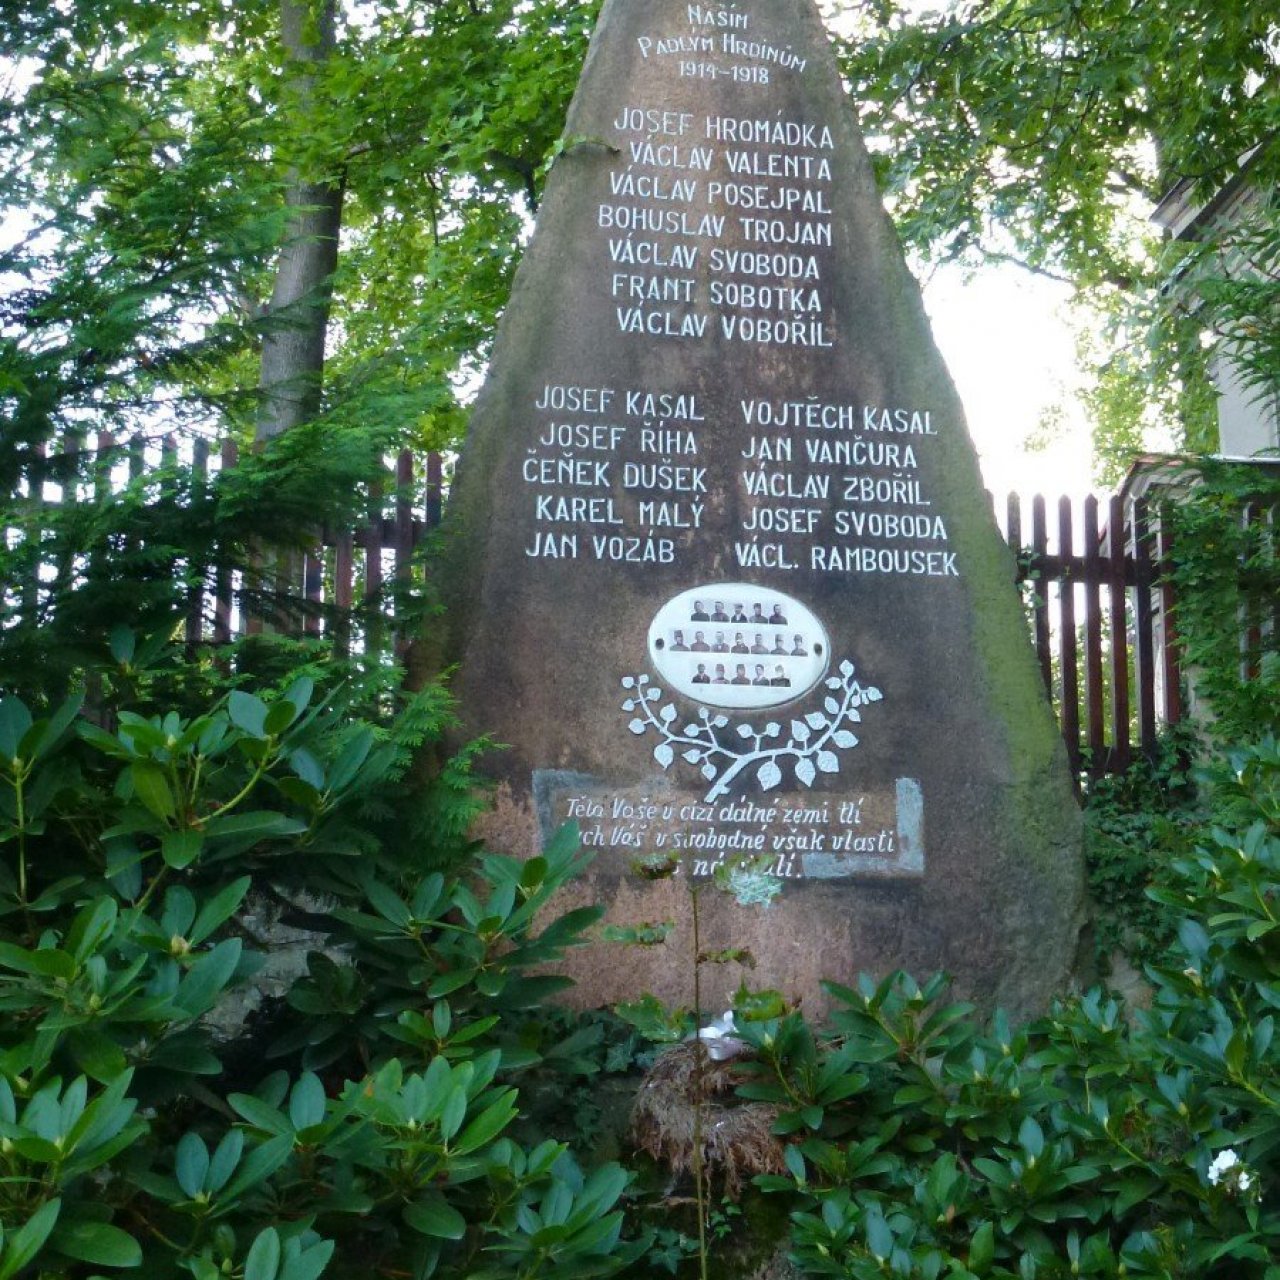 Naším
Padlým Hrdinům
1914-1918
JOSEF HROMÁDKA
VÁCLAV VALENTA
VÁCLAV POSEJPAL
BOHUSLAV TROJAN
VÁCLAV SVOBODA
FRANT. SOBOTKA
VÁCLAV VOBOŘIL
JOSEF KASAL
JOSEF ŘÍHA
ČEŇEK DUŠEK
KAREL MALÝ
JAN VOZÁB
VOJTĚCH KASAL
JAN VANČURA
VÁCLAV ZBOŘIL
JOSEF SVOBODA
VÁCL. RAMBOUSEK
Těla Vaše v cizí dálné zemi tlí
Váš v svobodné však vlasti